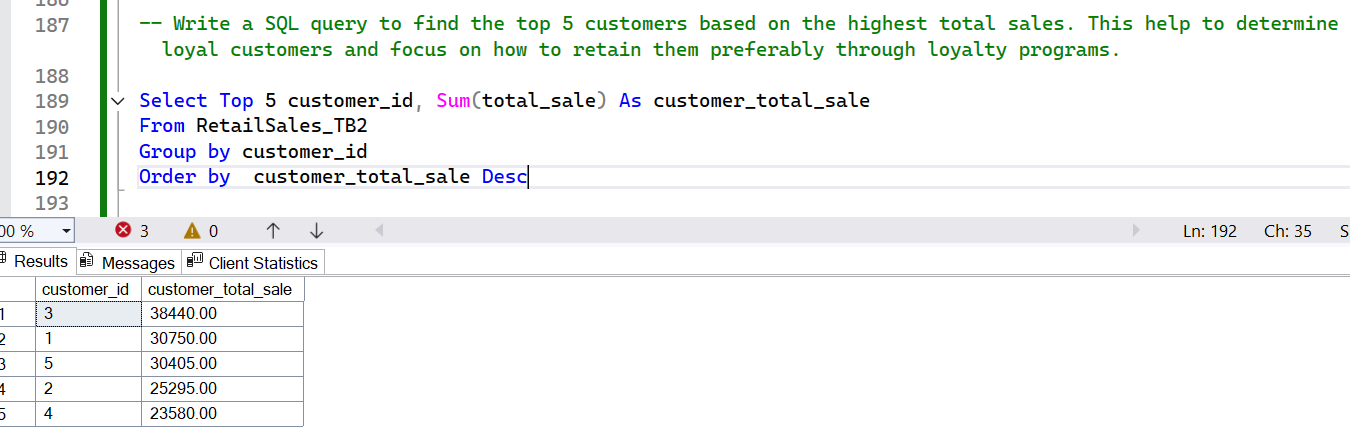 187 -- Write a SQL query to find the top 5 customers based on the highest total sales. This help to determine
loyal customers and focus on how to retain them preferably through loyalty programs.
188
189 Select Top 5 customer_id, Sum(total_sale) As customer_total_sale
190 From RetailSales_TB2
191 Group by customer_id
192 Order by  customer_total_sale Desc
193
00 % 3 0 Ln: 192 Ch: 35 S
Results Messages Client Statistics
customer_id customer_total_sale
1 3 38440.00
2 1 30750.00
3 5 30405.00
4 2 25295.00
5 4 23580.00